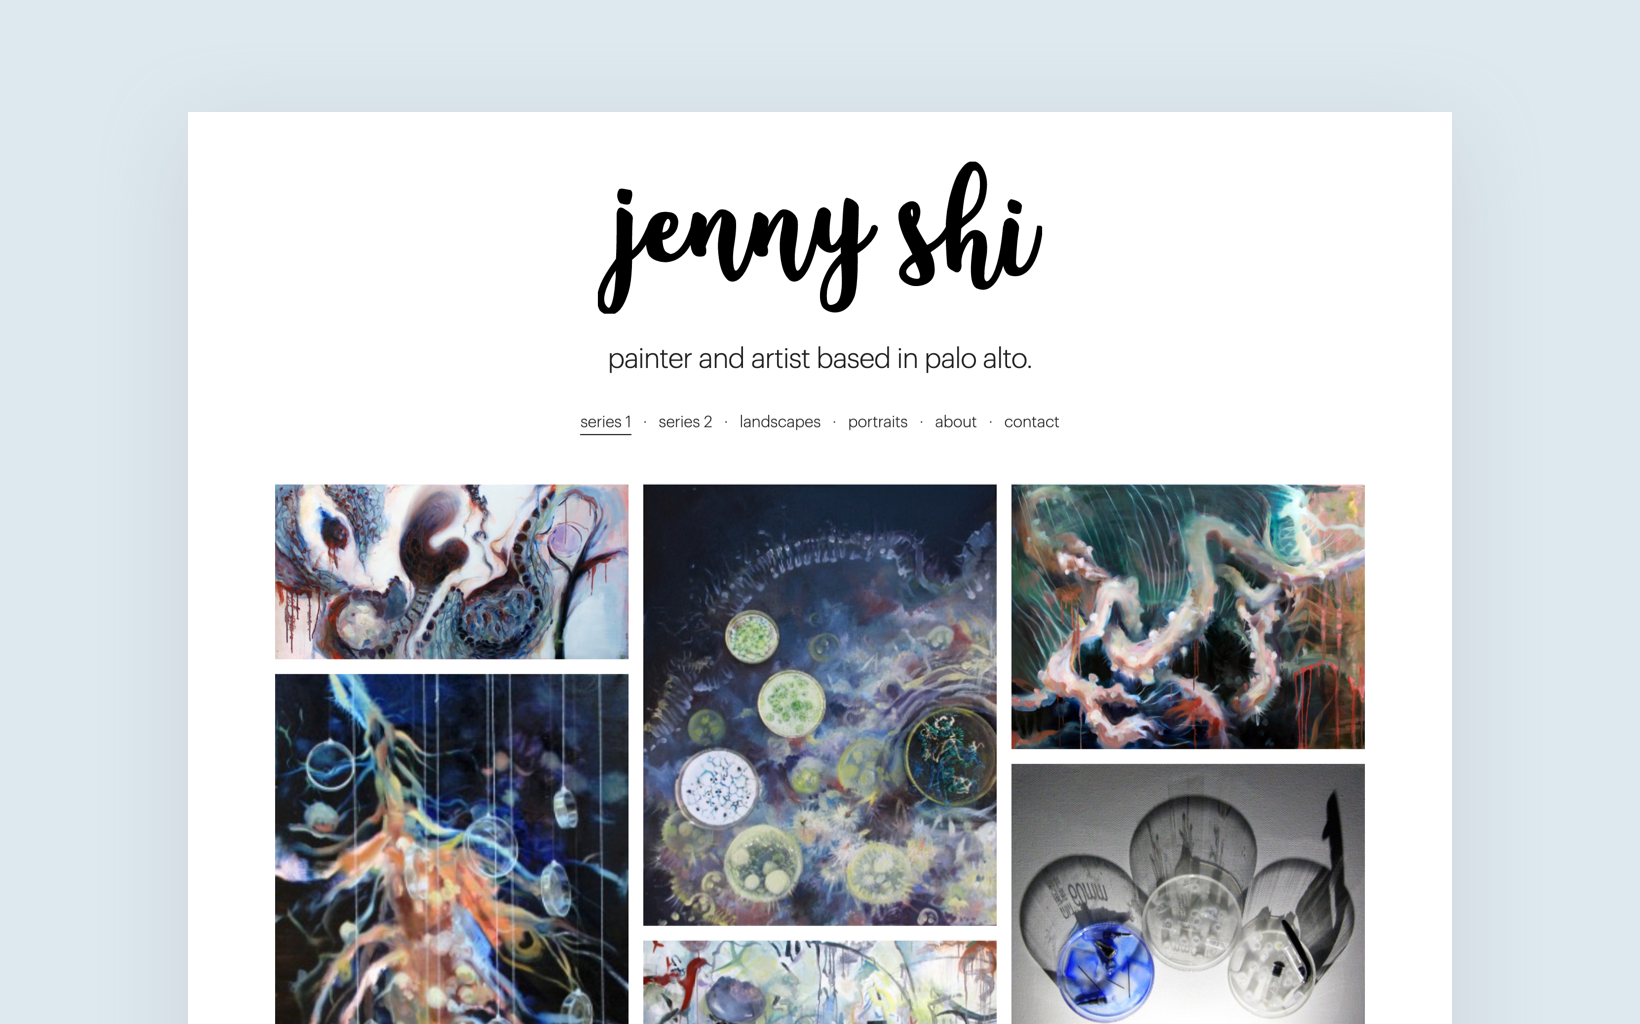 jenny shi
painter and artist based in palo alto.
series 1 · series 2 · landscapes · portraits · about · contact